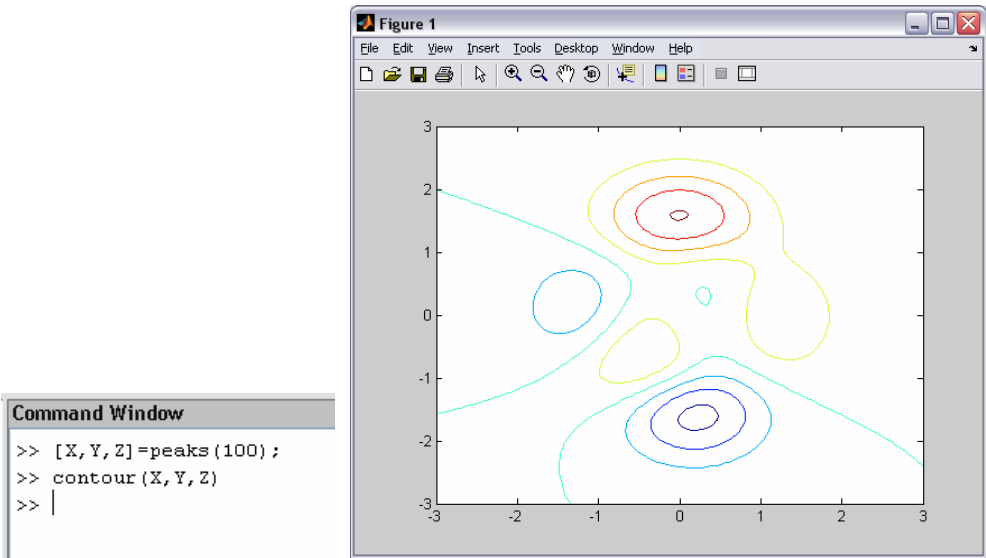 Command Window
>> [X,Y,Z]=peaks(100);
>> contour(X,Y,Z)
>>
Figure 1
File Edit View Insert Tools Desktop Window Help
3
2
1
0
-1
-2
-3
-3 -2 -1 0 1 2 3